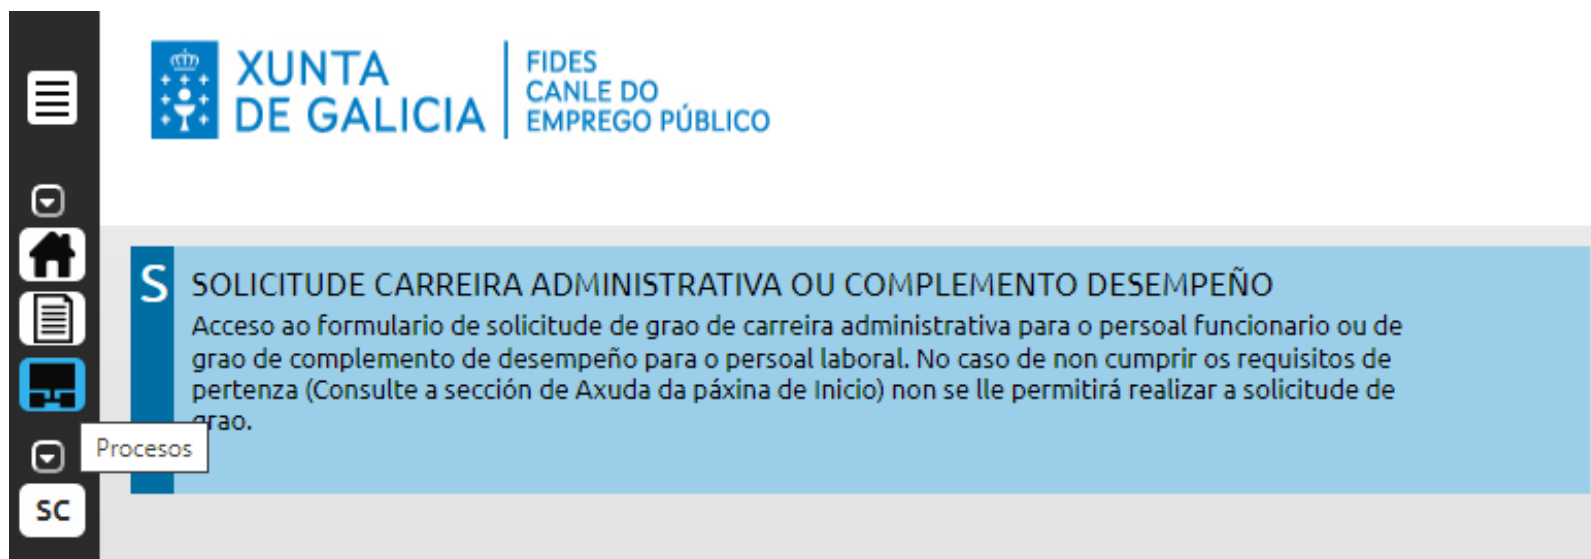 XUNTA
DE GALICIA
FIDES
CANLE DO
EMPREGO PÚBLICO
S
SOLICITUDE CARREIRA ADMINISTRATIVA OU COMPLEMENTO DESEMPEÑO
Acceso ao formulario de solicitude de grao de carreira administrativa para o persoal funcionario ou de
grao de complemento de desempeño para o persoal laboral. No caso de non cumprir os requisitos de
pertenza (Consulte a sección de Axuda da páxina de Inicio) non se lle permitirá realizar a solicitude de
grao.
Procesos
SC